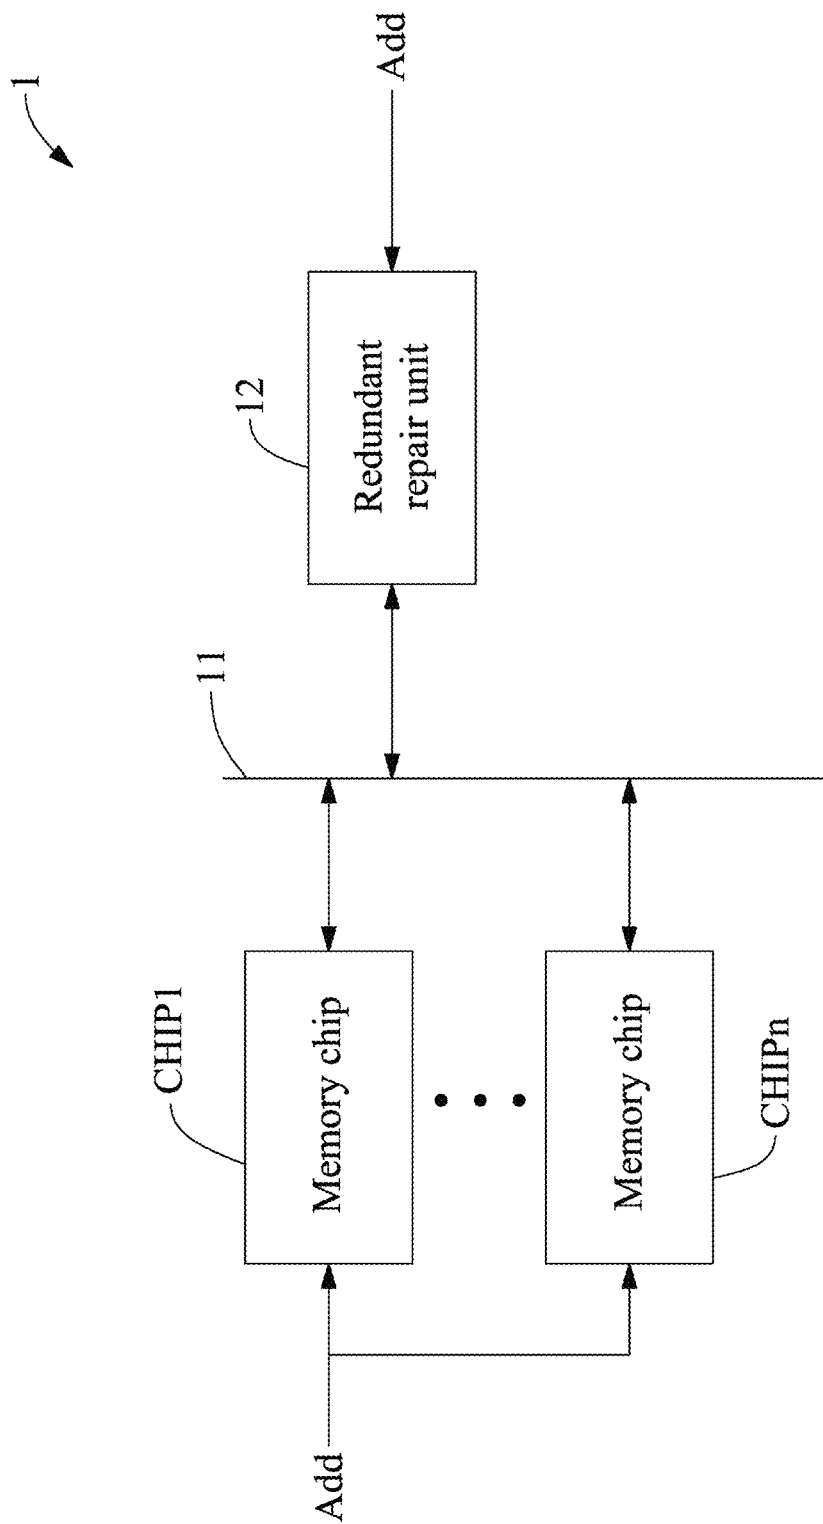 1
CHIP1
11
12
Add
Memory chip
Redundant
repair unit
Add
Memory chip
CHIPn